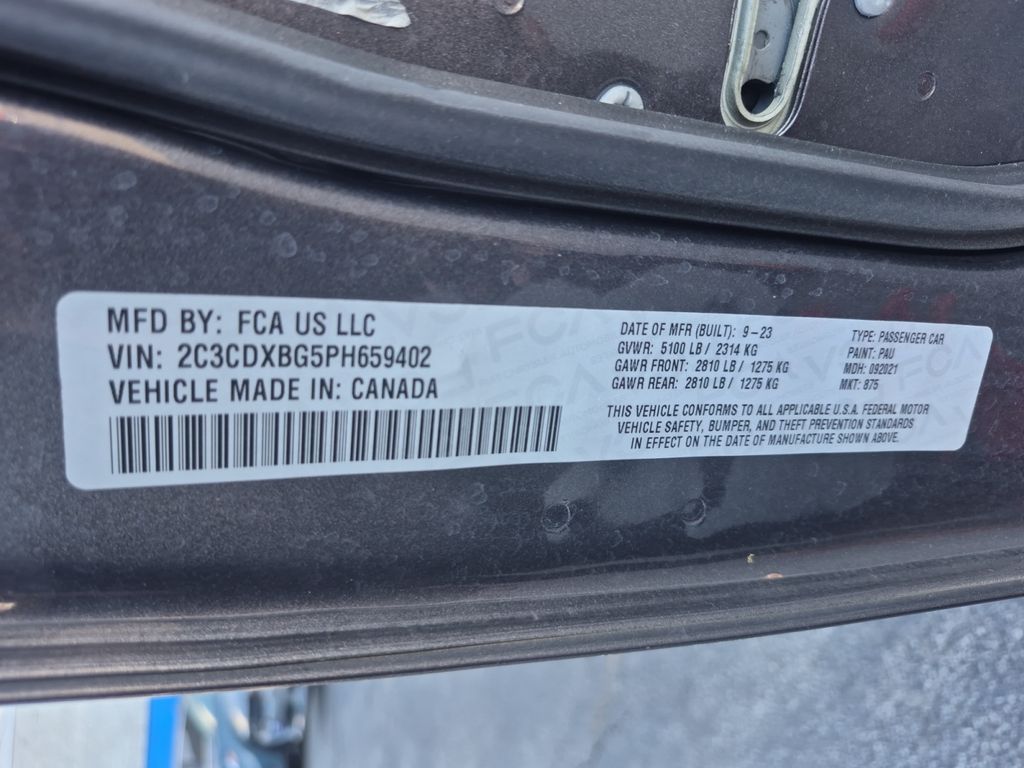 MFD BY: FCA US LLC
VIN: 2C3CDXBG5PH659402
VEHICLE MADE IN: CANADA
DATE OF MFR (BUILT): 9-23
GVWR: 5100 LB / 2314 KG
GAWR FRONT: 2810 LB / 1275 KG
GAWR REAR: 2810 LB / 1275 KG
TYPE: PASSENGER CAR
PAINT: PAU
MDH: 092021
MKT: 875
THIS VEHICLE CONFORMS TO ALL APPLICABLE U.S.A. FEDERAL MOTOR
VEHICLE SAFETY, BUMPER, AND THEFT PREVENTION STANDARDS
IN EFFECT ON THE DATE OF MANUFACTURE SHOWN ABOVE.